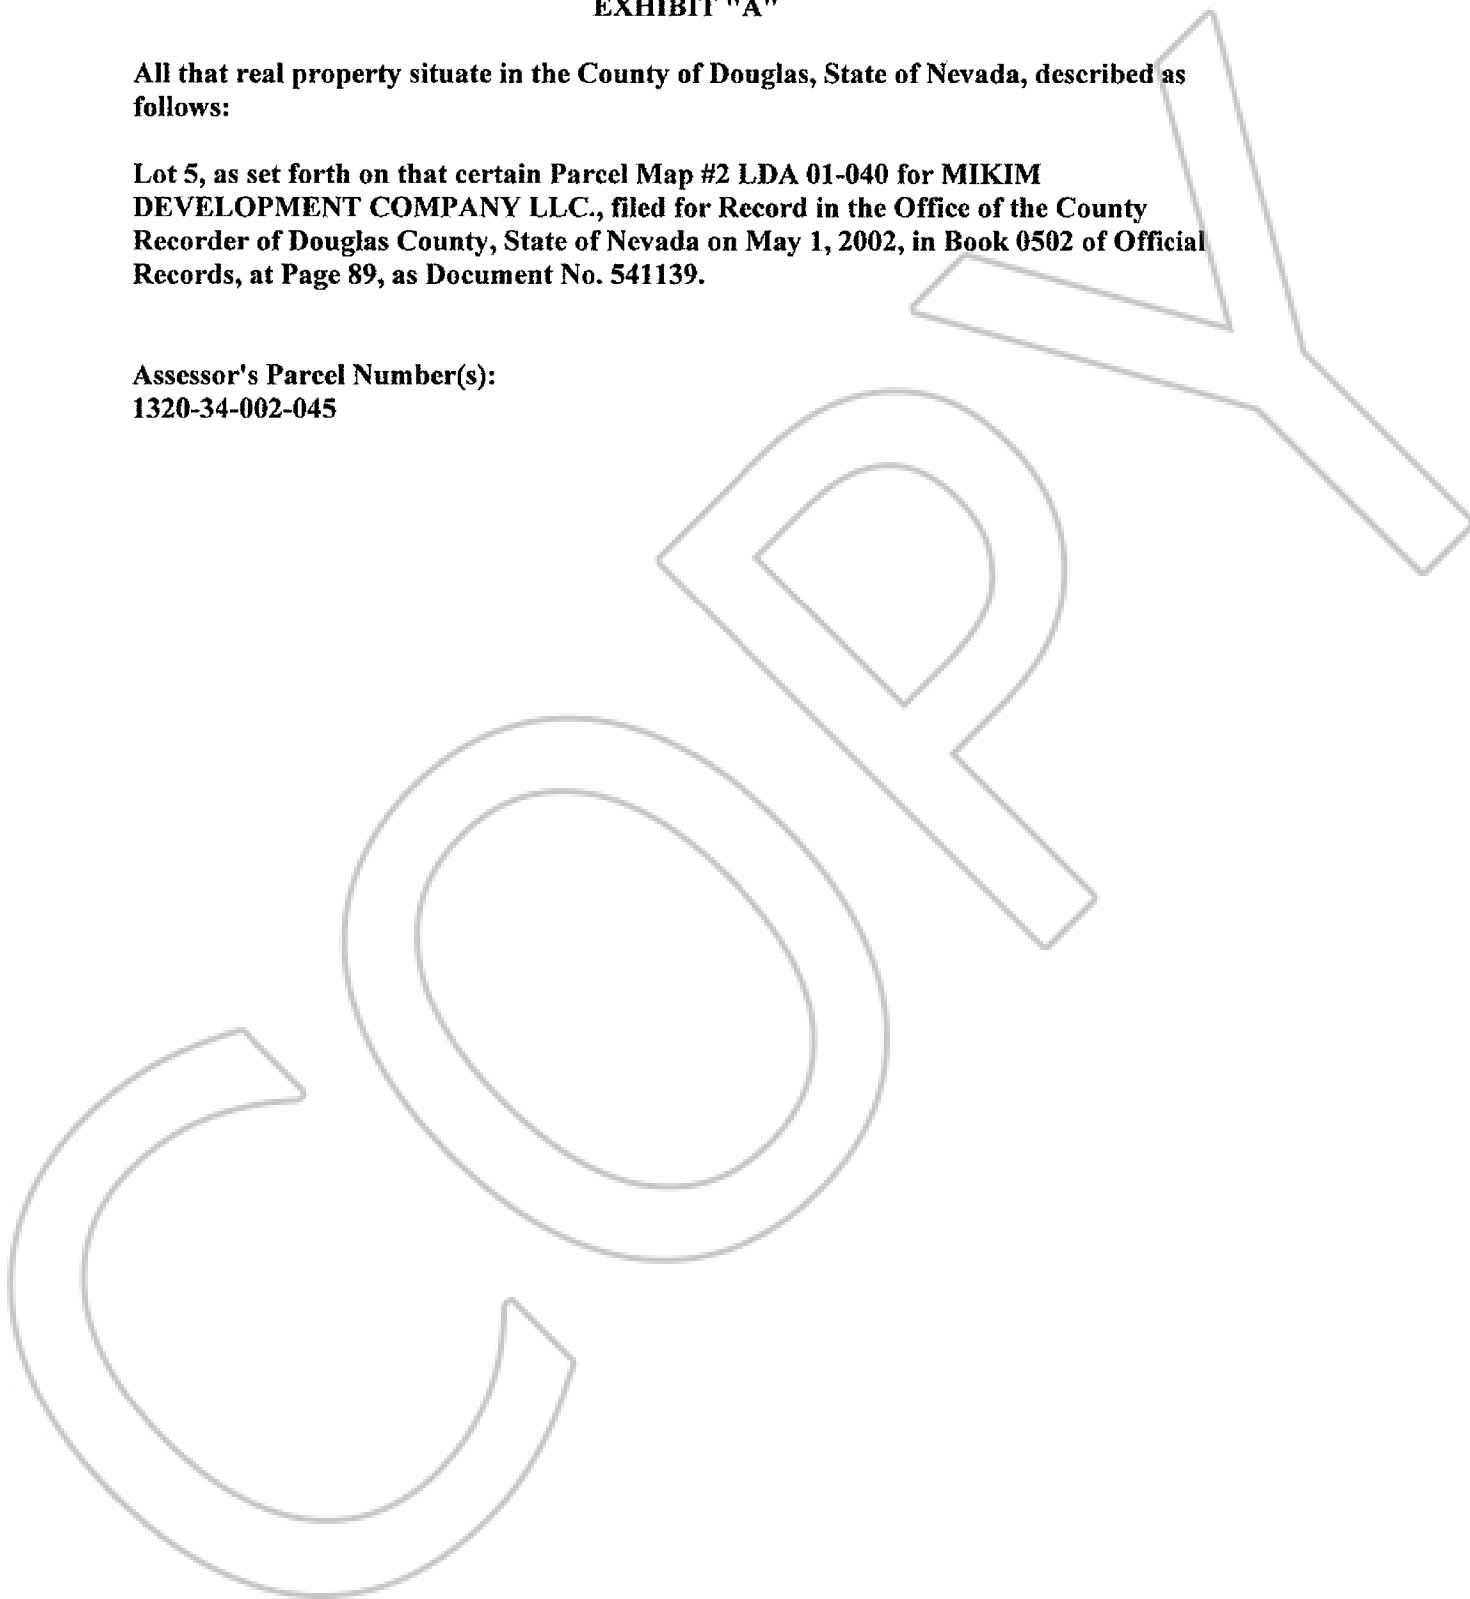 EXHIBIT "A"
All that real property situate in the County of Douglas, State of Nevada, described as
follows:
Lot 5, as set forth on that certain Parcel Map #2 LDA 01-040 for MIKIM
DEVELOPMENT COMPANY LLC., filed for Record in the Office of the County
Recorder of Douglas County, State of Nevada on May 1, 2002, in Book 0502 of Official
Records, at Page 89, as Document No. 541139.
Assessor's Parcel Number(s):
1320-34-002-045
COPY